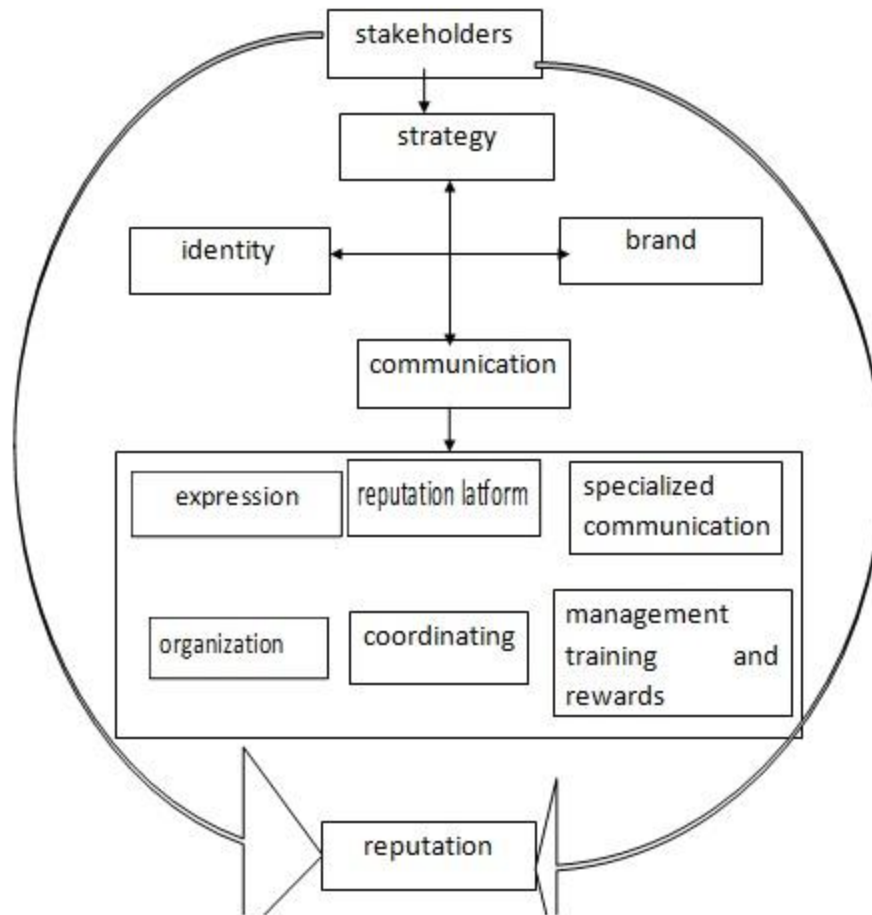 stakeholders
strategy
identity
brand
communication
expression
reputation latform
specialized
communication
organization
coordinating
management
training and
rewards
reputation